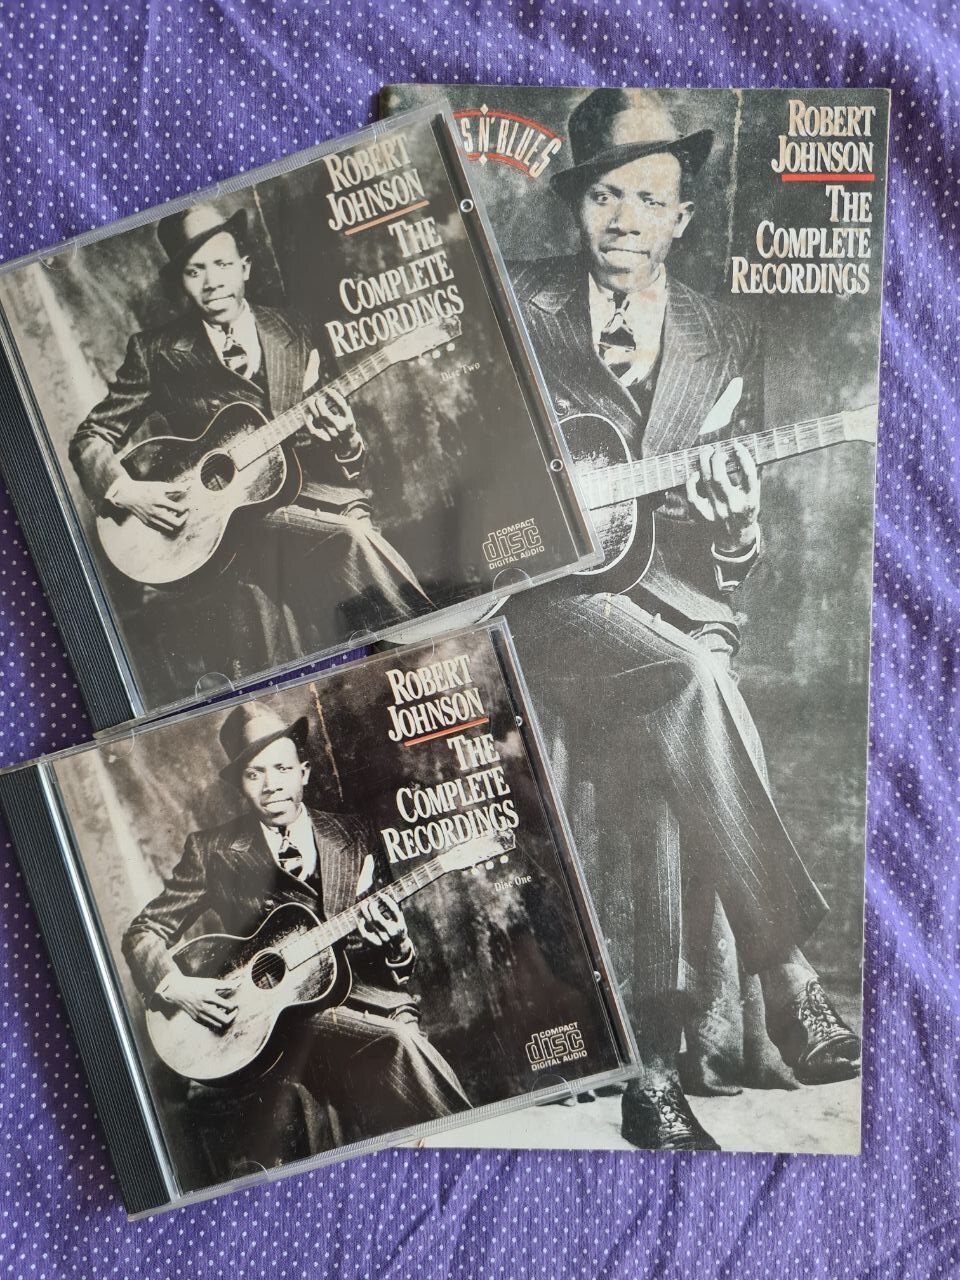 ROBERT
JOHNSON
THE
COMPLETE
RECORDINGS
Disc Two
COMPACT
disc
DIGITAL AUDIO
S N' BLUES
ROBERT
JOHNSON
THE
COMPLETE
RECORDINGS
ROBERT
JOHNSON
THE
COMPLETE
RECORDINGS
Disc One
COMPACT
disc
DIGITAL AUDIO